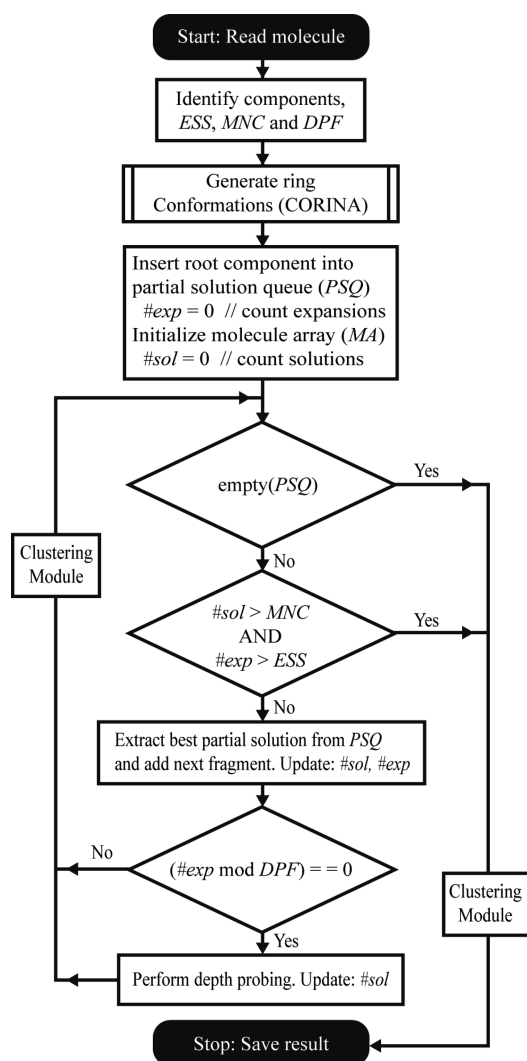 Start: Read molecule
Identify components,
ESS, MNC and DPF
Generate ring
Conformations (CORINA)
Insert root component into
partial solution queue (PSQ)
#exp = 0 // count expansions
Initialize molecule array (MA)
#sol = 0 // count solutions
empty(PSQ)
Yes
No
Clustering
Module
#sol > MNC
AND
#exp > ESS
Yes
No
Extract best partial solution from PSQ
and add next fragment. Update: #sol, #exp
(#exp mod DPF) = = 0
No
Yes
Clustering
Module
Perform depth probing. Update: #sol
Stop: Save result